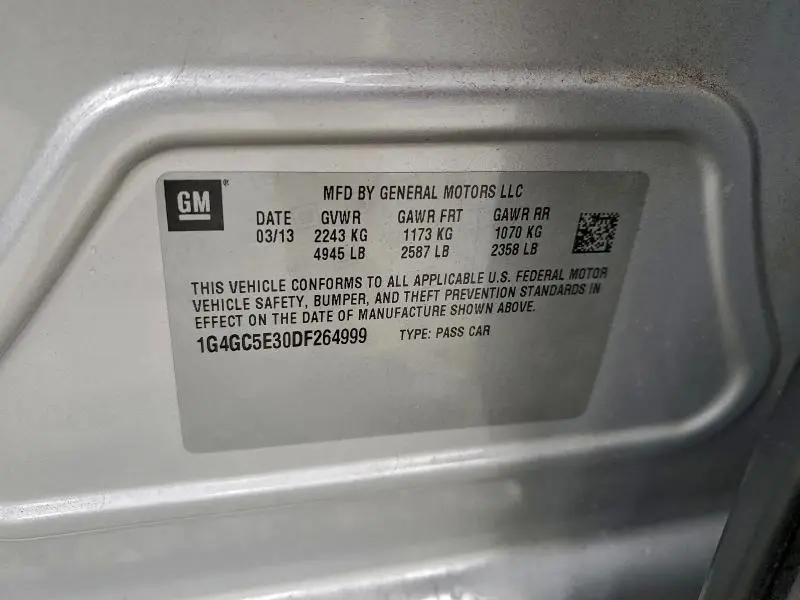 GM® MFD BY GENERAL MOTORS LLC
DATE GVWR GAWR FRT GAWR RR
03/13 2243 KG 1173 KG 1070 KG
4945 LB 2587 LB 2358 LB
THIS VEHICLE CONFORMS TO ALL APPLICABLE U.S. FEDERAL MOTOR
VEHICLE SAFETY, BUMPER, AND THEFT PREVENTION STANDARDS IN
EFFECT ON THE DATE OF MANUFACTURE SHOWN ABOVE.
1G4GC5E30DF264999 TYPE: PASS CAR